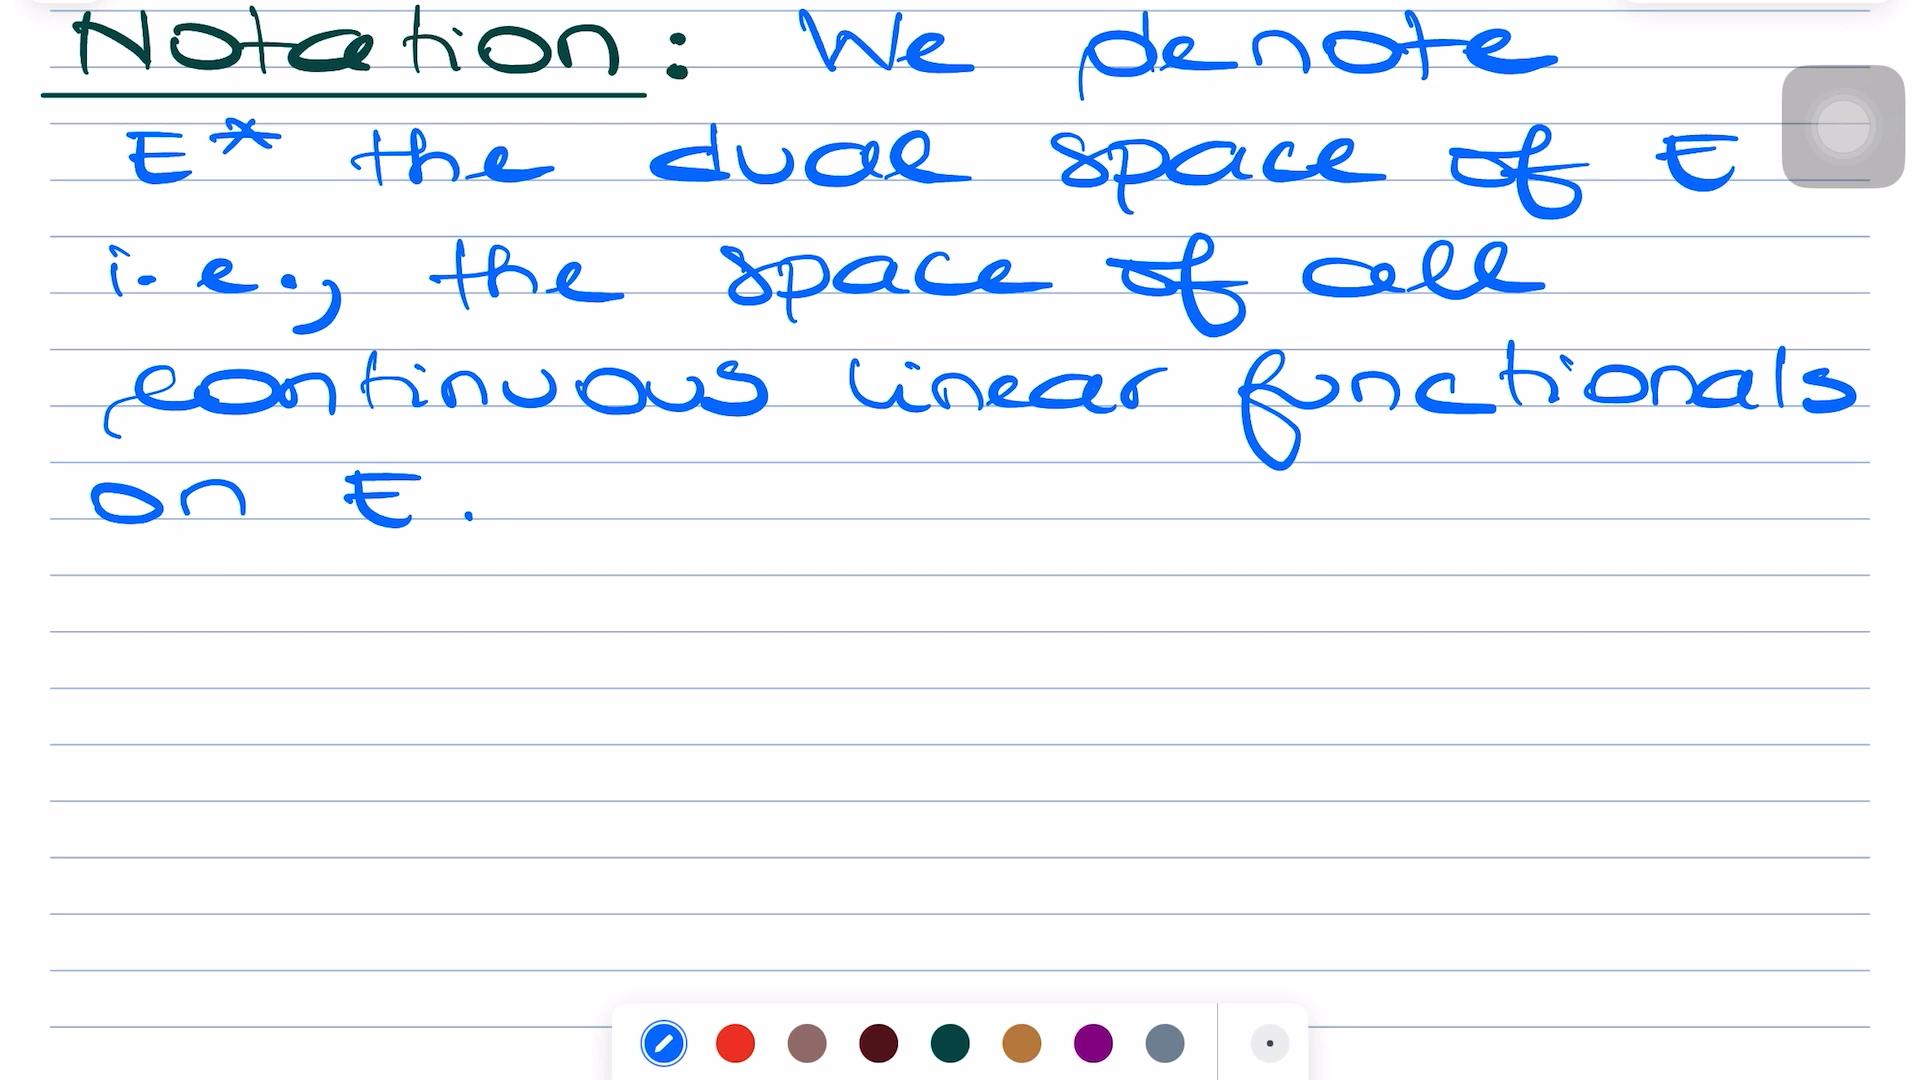 Notation: We denote
E* the dual space of E
i.e., the space of all
continuous linear functionals
on E.